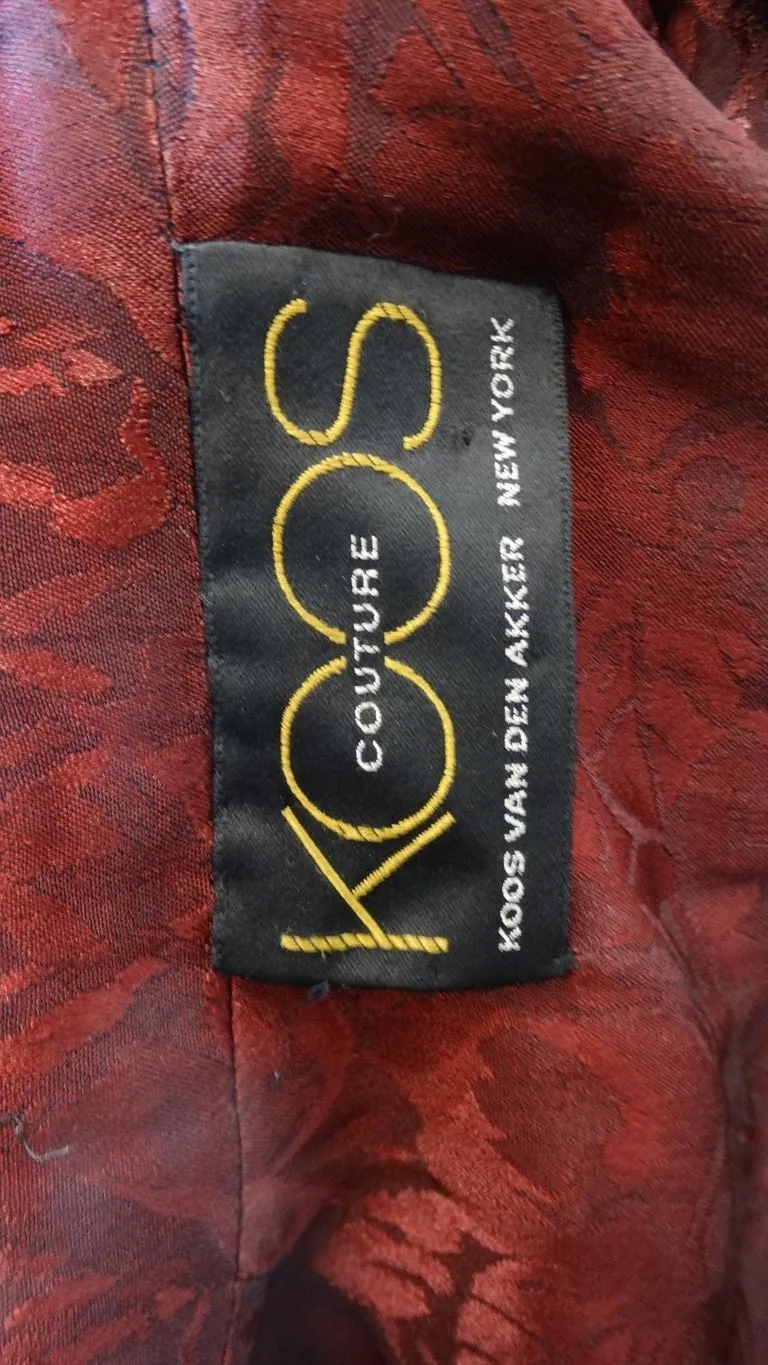 KOOS
COUTURE
KOOS VAN DEN AKKER NEW YORK